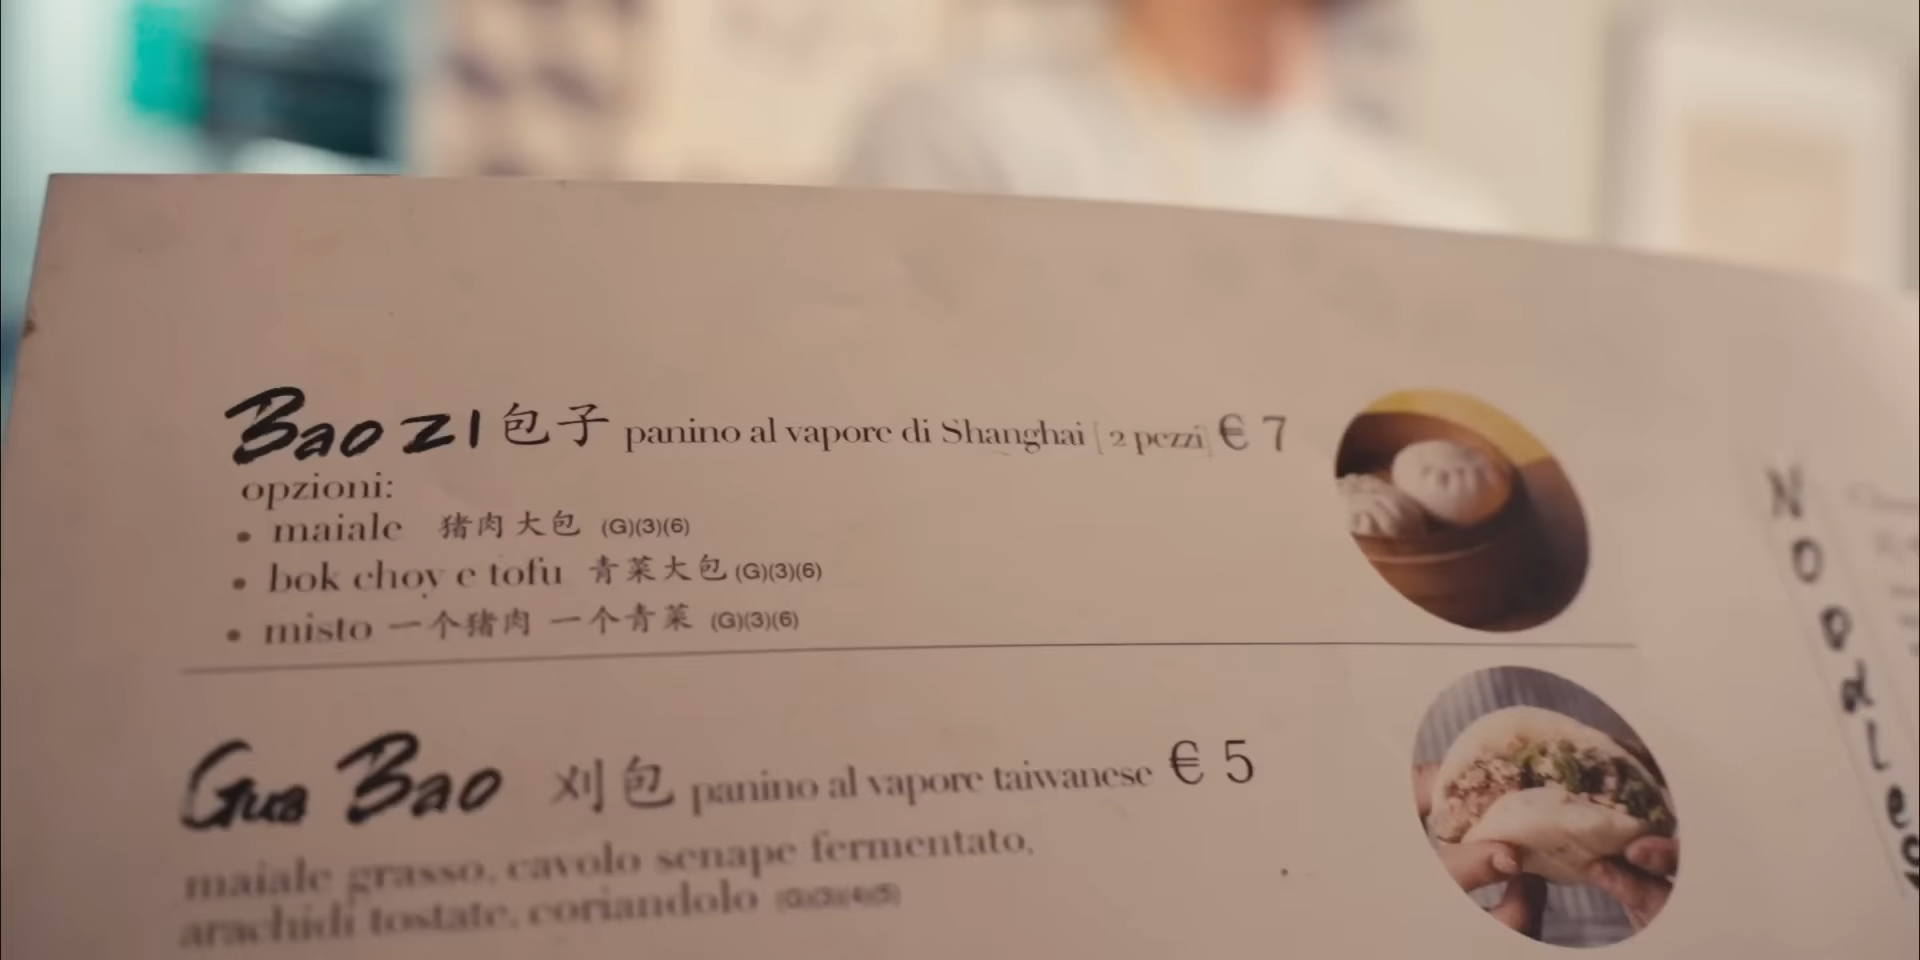 Bao zi 包子 panino al vapore di Shanghai [ 2 pezzi] € 7
opzioni:
• maiale 猪肉大包 (G)(3)(6)
• bok choy e tofu 青菜大包 (G)(3)(6)
• misto 一个猪肉 一个青菜 (G)(3)(6)
Gua Bao 刈包 panino al vapore taiwanese € 5
maiale grasso, cavolo senape fermentato,
arachidi tostate, coriandolo
Noodles